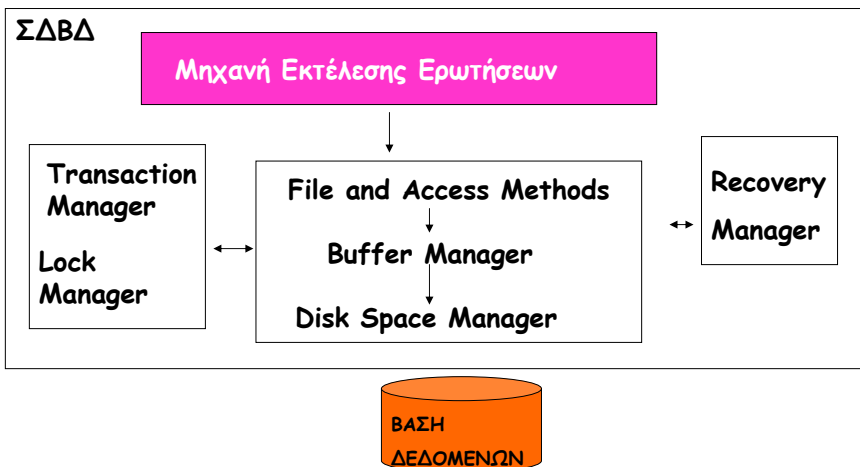 ΣΔΒΔ
Μηχανή Εκτέλεσης Ερωτήσεων
Transaction
Manager
Lock
Manager
File and Access Methods
Buffer Manager
Disk Space Manager
Recovery
Manager
ΒΑΣΗ
ΔΕΔΟΜΕΝΩΝ